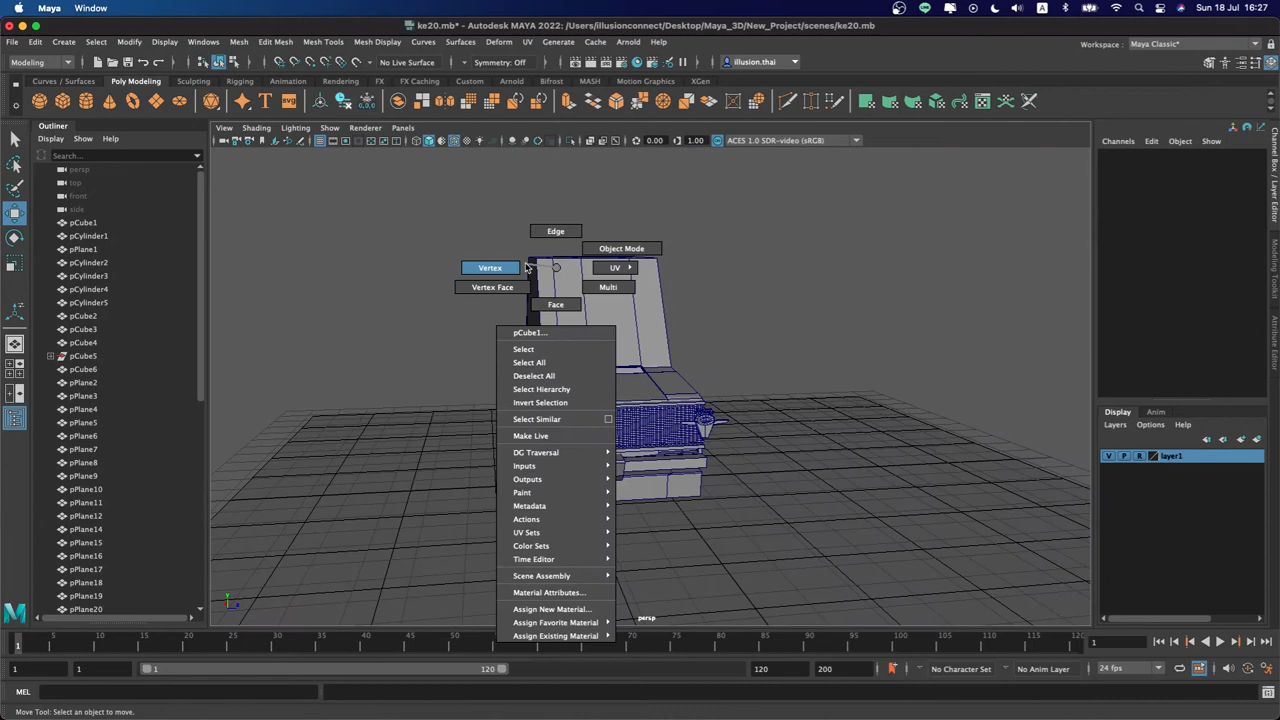 Maya Window A Sun 18 Jul 16:27
ke20.mb* - Autodesk MAYA 2022: /Users/illusionconnect/Desktop/Maya_3D/New_Project/scenes/ke20.mb
File Edit Create Select Modify Display Windows Mesh Edit Mesh Mesh Tools Mesh Display Curves Surfaces Deform UV Generate Cache Arnold Help
Workspace : Maya Classic*
Modeling No Live Surface Symmetry: Off illusion.thai
Curves / Surfaces Poly Modeling Sculpting Rigging Animation Rendering FX FX Caching Custom Arnold Bifrost MASH Motion Graphics XGen
Outliner
Display Show Help
Search...
persp
top
front
side
pCube1
pCylinder1
pPlane1
pCylinder2
pCylinder3
pCylinder4
pCylinder5
pCube2
pCube3
pCube4
pCube5
pCube6
pPlane2
pPlane3
pPlane4
pPlane5
pPlane6
pPlane7
pPlane8
pPlane9
pPlane10
pPlane11
pPlane12
pPlane14
pPlane15
pPlane16
pPlane17
pPlane18
pPlane19
pPlane20
View Shading Lighting Show Renderer Panels
0.00 1.00 ACES 1.0 SDR-video (sRGB)
Edge
Object Mode
Vertex UV
Vertex Face Multi
Face
pCube1...
Select
Select All
Deselect All
Select Hierarchy
Invert Selection
Select Similar
Make Live
DG Traversal
Inputs
Outputs
Paint
Metadata
Actions
UV Sets
Color Sets
Time Editor
Scene Assembly
Material Attributes...
Assign New Material...
Assign Favorite Material
Assign Existing Material
persp
Channels Edit Object Show
Channel Box / Layer Editor
Modeling Toolkit
Attribute Editor
Display Anim
Layers Options Help
V P R layer1
1 5 10 15 20 25 30 35 40 45 50 55 65 70 75 80 85 90 95 100 105 110 115 120 1
1 1 1 120 120 200 No Character Set No Anim Layer 24 fps
MEL
Move Tool: Select an object to move.